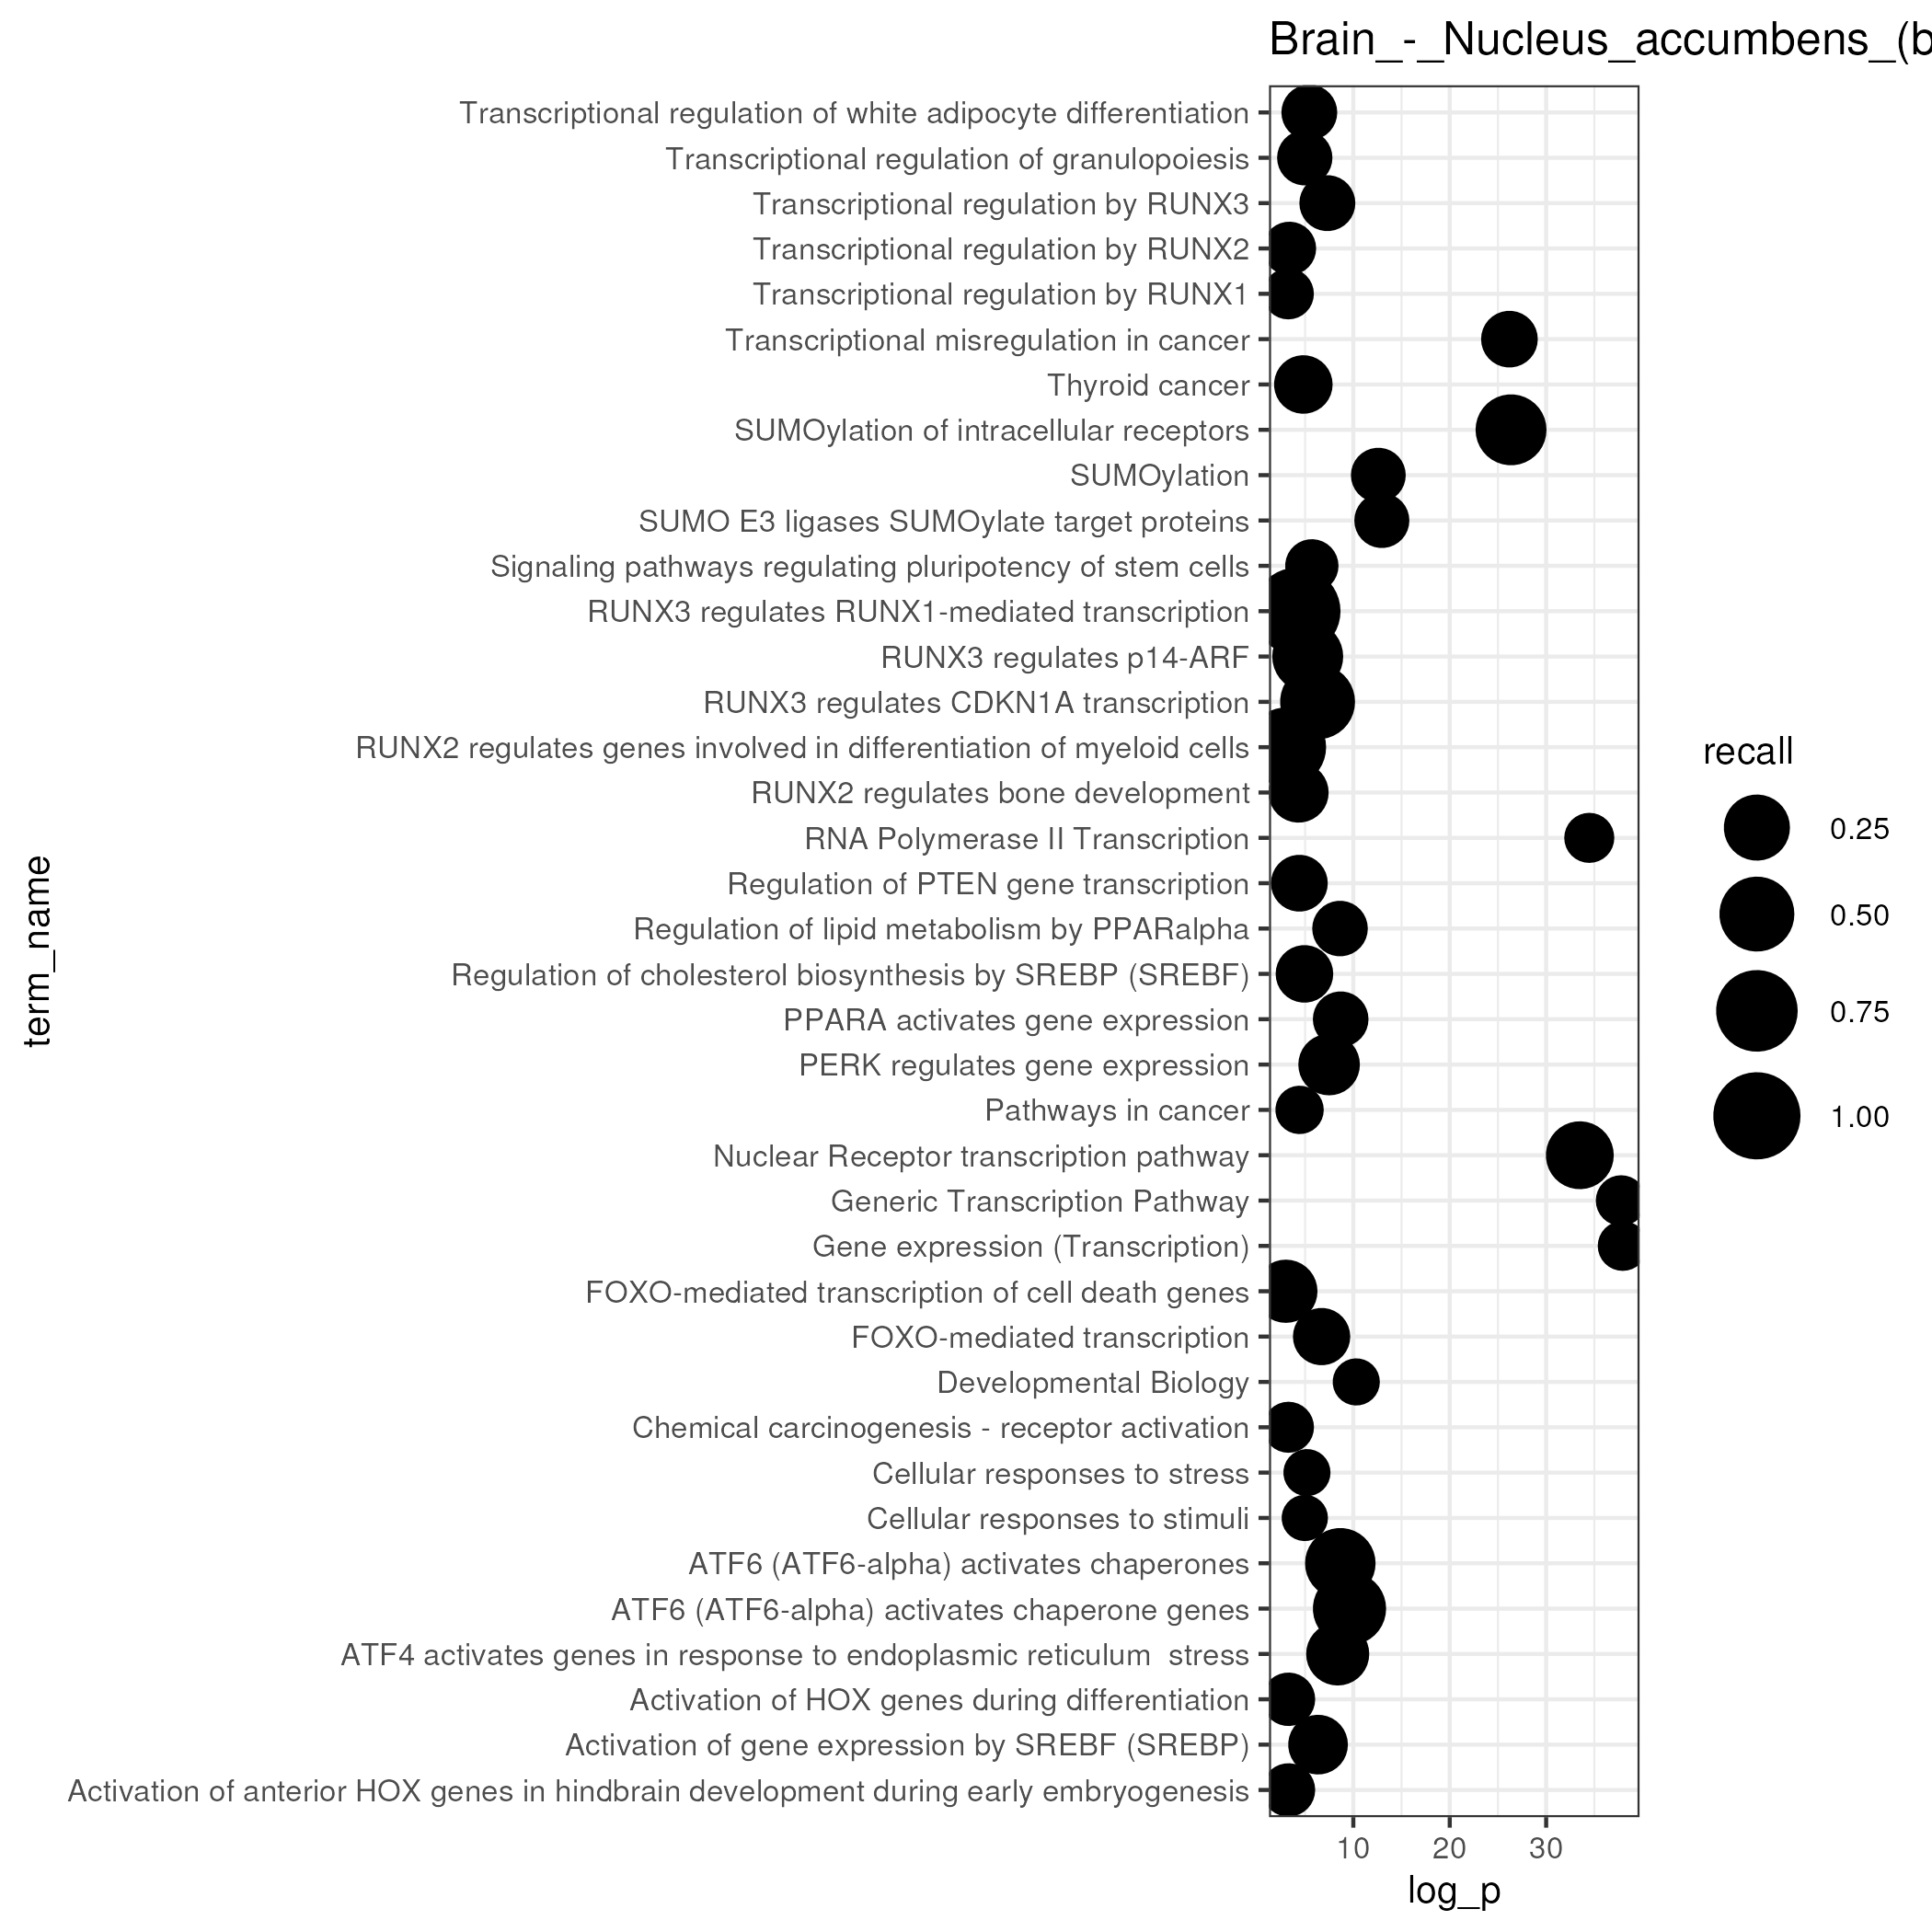 Brain_-_Nucleus_accumbens_(b
Transcriptional regulation of white adipocyte differentiation
Transcriptional regulation of granulopoiesis
Transcriptional regulation by RUNX3
Transcriptional regulation by RUNX2
Transcriptional regulation by RUNX1
Transcriptional misregulation in cancer
Thyroid cancer
SUMOylation of intracellular receptors
SUMOylation
SUMO E3 ligases SUMOylate target proteins
Signaling pathways regulating pluripotency of stem cells
RUNX3 regulates RUNX1-mediated transcription
RUNX3 regulates p14-ARF
RUNX3 regulates CDKN1A transcription
RUNX2 regulates genes involved in differentiation of myeloid cells
RUNX2 regulates bone development
RNA Polymerase II Transcription
Regulation of PTEN gene transcription
Regulation of lipid metabolism by PPARalpha
Regulation of cholesterol biosynthesis by SREBP (SREBF)
PPARA activates gene expression
PERK regulates gene expression
Pathways in cancer
Nuclear Receptor transcription pathway
Generic Transcription Pathway
Gene expression (Transcription)
FOXO-mediated transcription of cell death genes
FOXO-mediated transcription
Developmental Biology
Chemical carcinogenesis - receptor activation
Cellular responses to stress
Cellular responses to stimuli
ATF6 (ATF6-alpha) activates chaperones
ATF6 (ATF6-alpha) activates chaperone genes
ATF4 activates genes in response to endoplasmic reticulum  stress
Activation of HOX genes during differentiation
Activation of gene expression by SREBF (SREBP)
Activation of anterior HOX genes in hindbrain development during early embryogenesis
term_name
10 20 30
log_p
recall
0.25
0.50
0.75
1.00